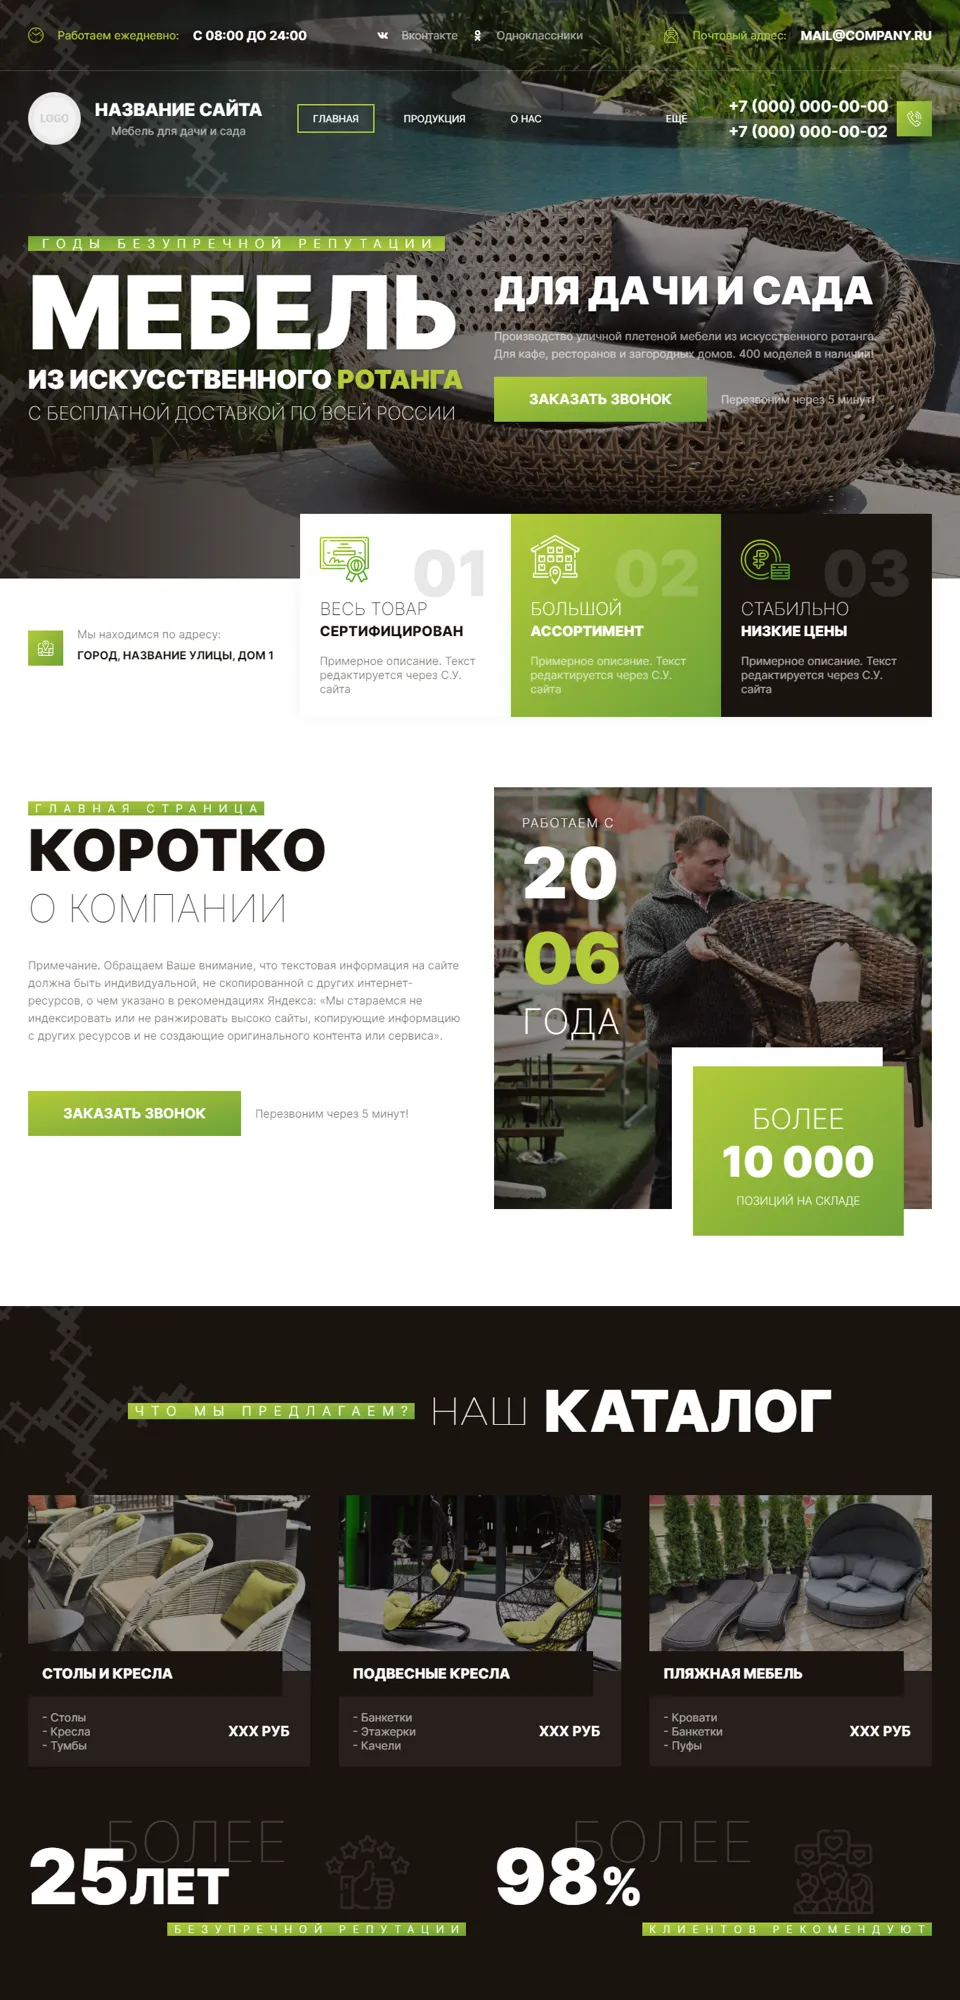 Работаем ежедневно: С 08:00 ДО 24:00
Вконтакте
Одноклассники
Почтовый адрес: MAIL@COMPANY.RU
LOGO
НАЗВАНИЕ САЙТА
Мебель для дачи и сада
ГЛАВНАЯ
ПРОДУКЦИЯ
О НАС
ЕЩЁ
+7 (000) 000-00-00
+7 (000) 000-00-02
ГОДЫ БЕЗУПРЕЧНОЙ РЕПУТАЦИИ
МЕБЕЛЬ
ИЗ ИСКУССТВЕННОГО РОТАНГА
С БЕСПЛАТНОЙ ДОСТАВКОЙ ПО ВСЕЙ РОССИИ
ДЛЯ ДАЧИ И САДА
Производство уличной плетеной мебели из искусственного ротанга.
Для кафе, ресторанов и загородных домов. 400 моделей в наличии!
ЗАКАЗАТЬ ЗВОНОК
Перезвоним через 5 минут!
Мы находимся по адресу:
ГОРОД, НАЗВАНИЕ УЛИЦЫ, ДОМ 1
01
ВЕСЬ ТОВАР
СЕРТИФИЦИРОВАН
Примерное описание. Текст
редактируется через С.У.
сайта
02
БОЛЬШОЙ
АССОРТИМЕНТ
Примерное описание. Текст
редактируется через С.У.
сайта
03
СТАБИЛЬНО
НИЗКИЕ ЦЕНЫ
Примерное описание. Текст
редактируется через С.У.
сайта
ГЛАВНАЯ СТРАНИЦА
КОРОТКО
О КОМПАНИИ
Примечание. Обращаем Ваше внимание, что текстовая информация на сайте
должна быть индивидуальной, не скопированной с других интернет-
ресурсов, о чем указано в рекомендациях Яндекса: «Мы стараемся не
индексировать или не ранжировать высоко сайты, копирующие информацию
с других ресурсов и не создающие оригинального контента или сервиса».
ЗАКАЗАТЬ ЗВОНОК
Перезвоним через 5 минут!
РАБОТАЕМ С
20
06
ГОДА
БОЛЕЕ
10 000
ПОЗИЦИЙ НА СКЛАДЕ
ЧТО МЫ ПРЕДЛАГАЕМ?
НАШ КАТАЛОГ
СТОЛЫ И КРЕСЛА
- Столы
- Кресла
- Тумбы
XXX РУБ
ПОДВЕСНЫЕ КРЕСЛА
- Банкетки
- Этажерки
- Качели
XXX РУБ
ПЛЯЖНАЯ МЕБЕЛЬ
- Кровати
- Банкетки
- Пуфы
XXX РУБ
БОЛЕЕ
25 ЛЕТ
БЕЗУПРЕЧНОЙ РЕПУТАЦИИ
БОЛЕЕ
98%
КЛИЕНТОВ РЕКОМЕНДУЮТ